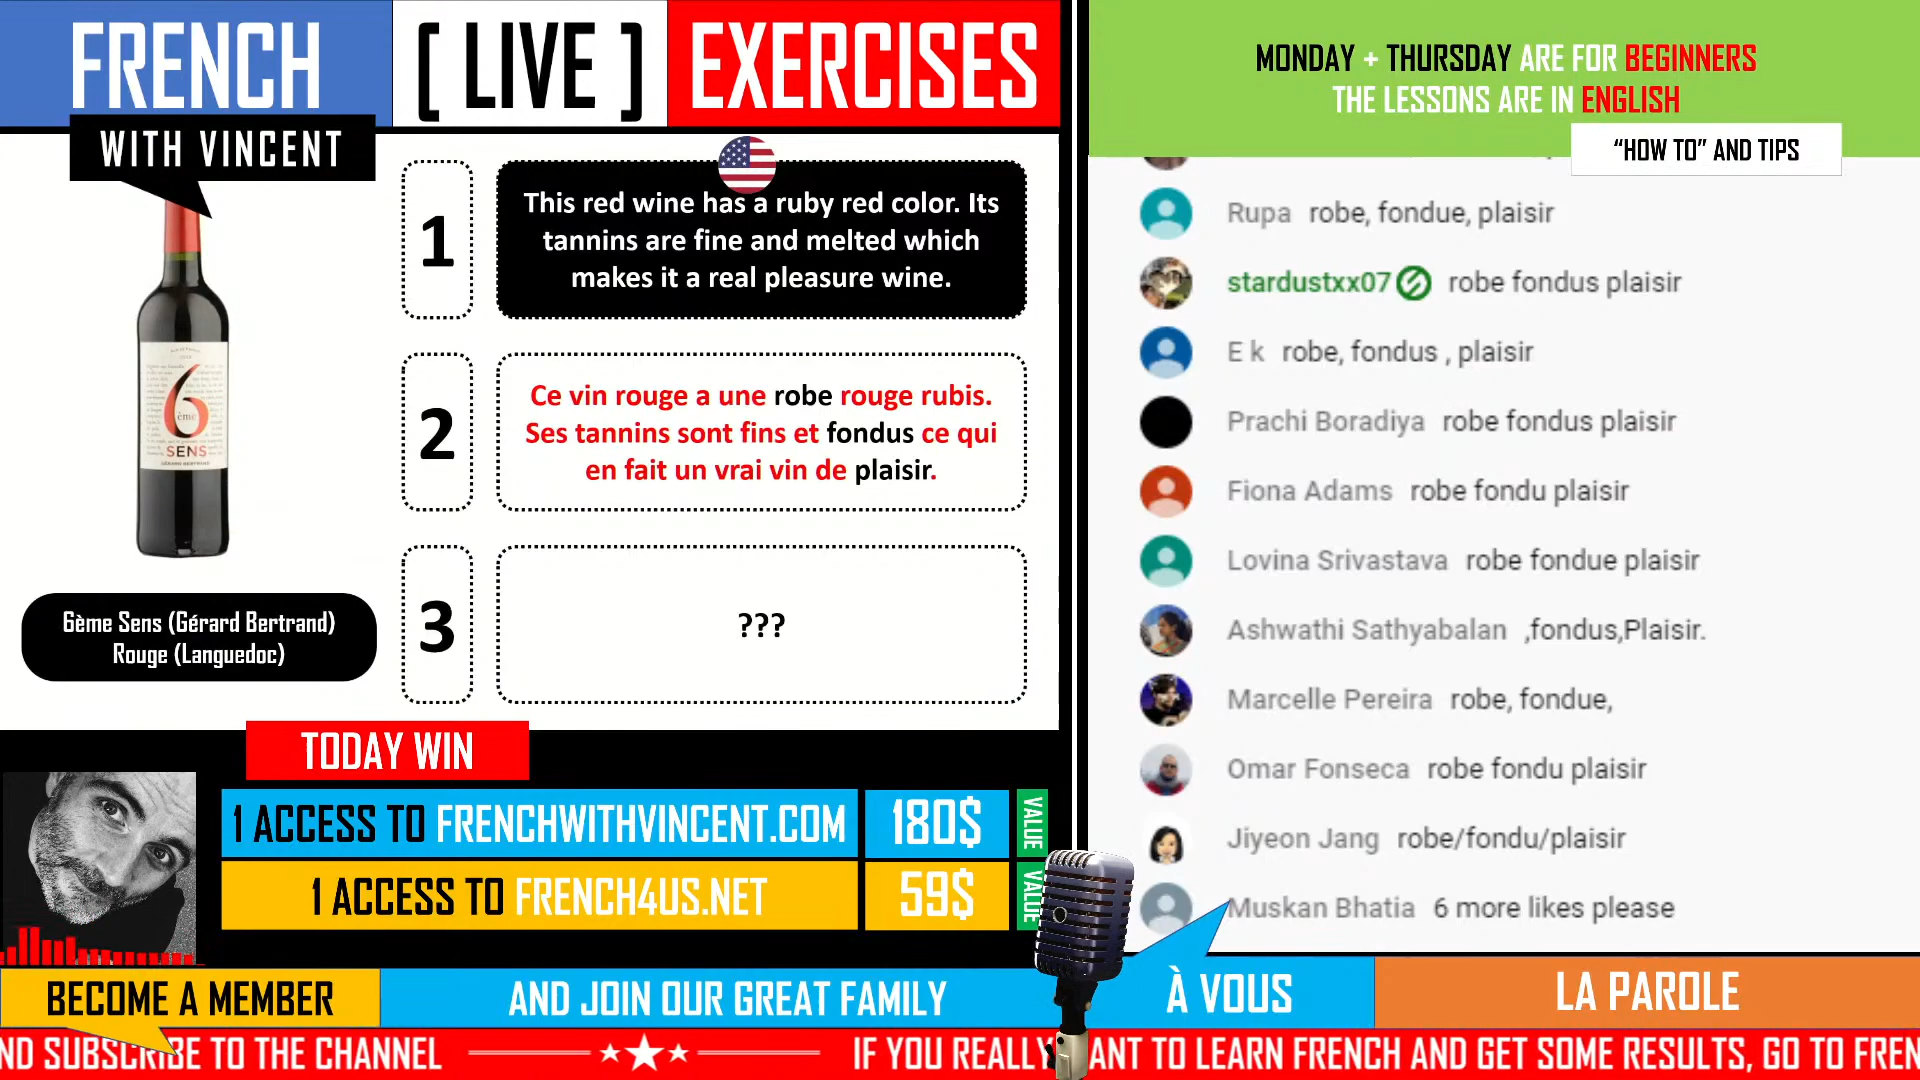 FRENCH
[ LIVE ]
EXERCISES
WITH VINCENT
1
This red wine has a ruby red color. Its
tannins are fine and melted which
makes it a real pleasure wine.
2
Ce vin rouge a une robe rouge rubis.
Ses tannins sont fins et fondus ce qui
en fait un vrai vin de plaisir.
3
???
6
ème
SENS
GÉRARD BERTRAND
6ème Sens (Gérard Bertrand)
Rouge (Languedoc)
TODAY WIN
1 ACCESS TO FRENCHWITHVINCENT.COM
180$
VALUE
1 ACCESS TO FRENCH4US.NET
59$
VALUE
MONDAY + THURSDAY ARE FOR BEGINNERS
THE LESSONS ARE IN ENGLISH
“HOW TO” AND TIPS
Rupa robe, fondue, plaisir
stardustxx07 robe fondus plaisir
E k robe, fondus , plaisir
Prachi Boradiya robe fondus plaisir
Fiona Adams robe fondu plaisir
Lovina Srivastava robe fondue plaisir
Ashwathi Sathyabalan ,fondus,Plaisir.
Marcelle Pereira robe, fondue,
Omar Fonseca robe fondu plaisir
Jiyeon Jang robe/fondu/plaisir
Muskan Bhatia 6 more likes please
BECOME A MEMBER
AND JOIN OUR GREAT FAMILY
À VOUS
LA PAROLE
ND SUBSCRIBE TO THE CHANNEL
IF YOU REALLY ANT TO LEARN FRENCH AND GET SOME RESULTS, GO TO FREN